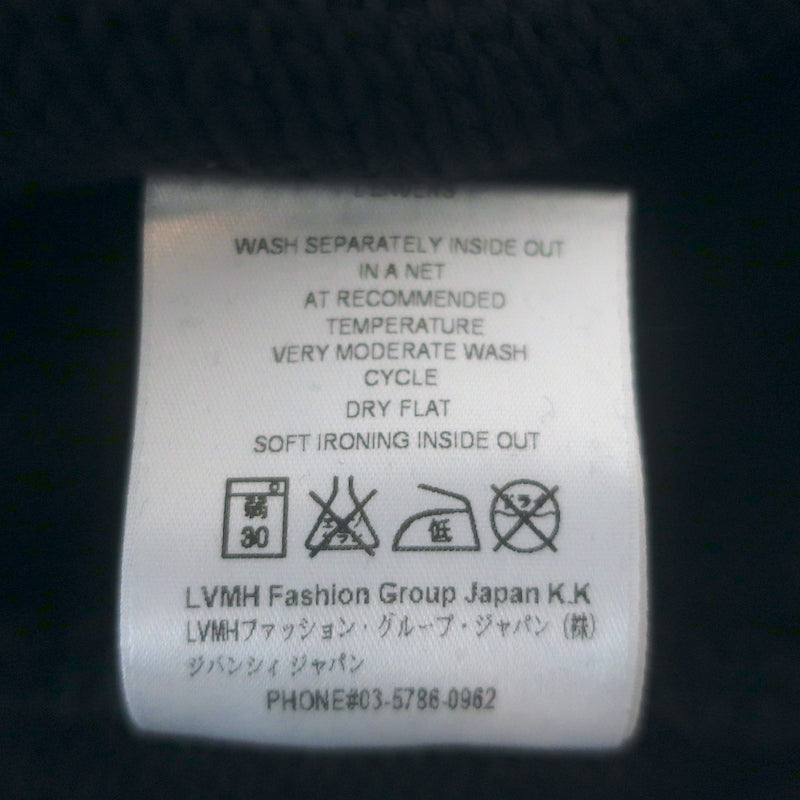 WASH SEPARATELY INSIDE OUT
IN A NET
AT RECOMMENDED
TEMPERATURE
VERY MODERATE WASH
CYCLE
DRY FLAT
SOFT IRONING INSIDE OUT
弱 30 低 ドライ
LVMH Fashion Group Japan K.K
LVMHファッション・グループ・ジャパン（株）
ジバンシィ ジャパン
PHONE#03-5786-0962